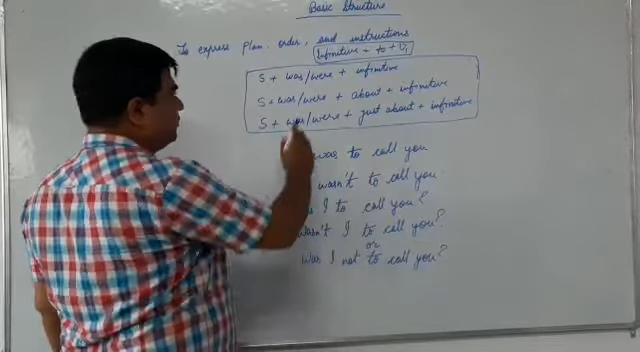 Basic Structure
To express plan, order, and instructions
Infinitive = to + V1
S + was/were + infinitive
S + was/were + about + infinitive
S + was/were + just about + infinitive
was to call you
wasn't to call you
I to call you?
wasn't I to call you?
or
Was I not to call you?